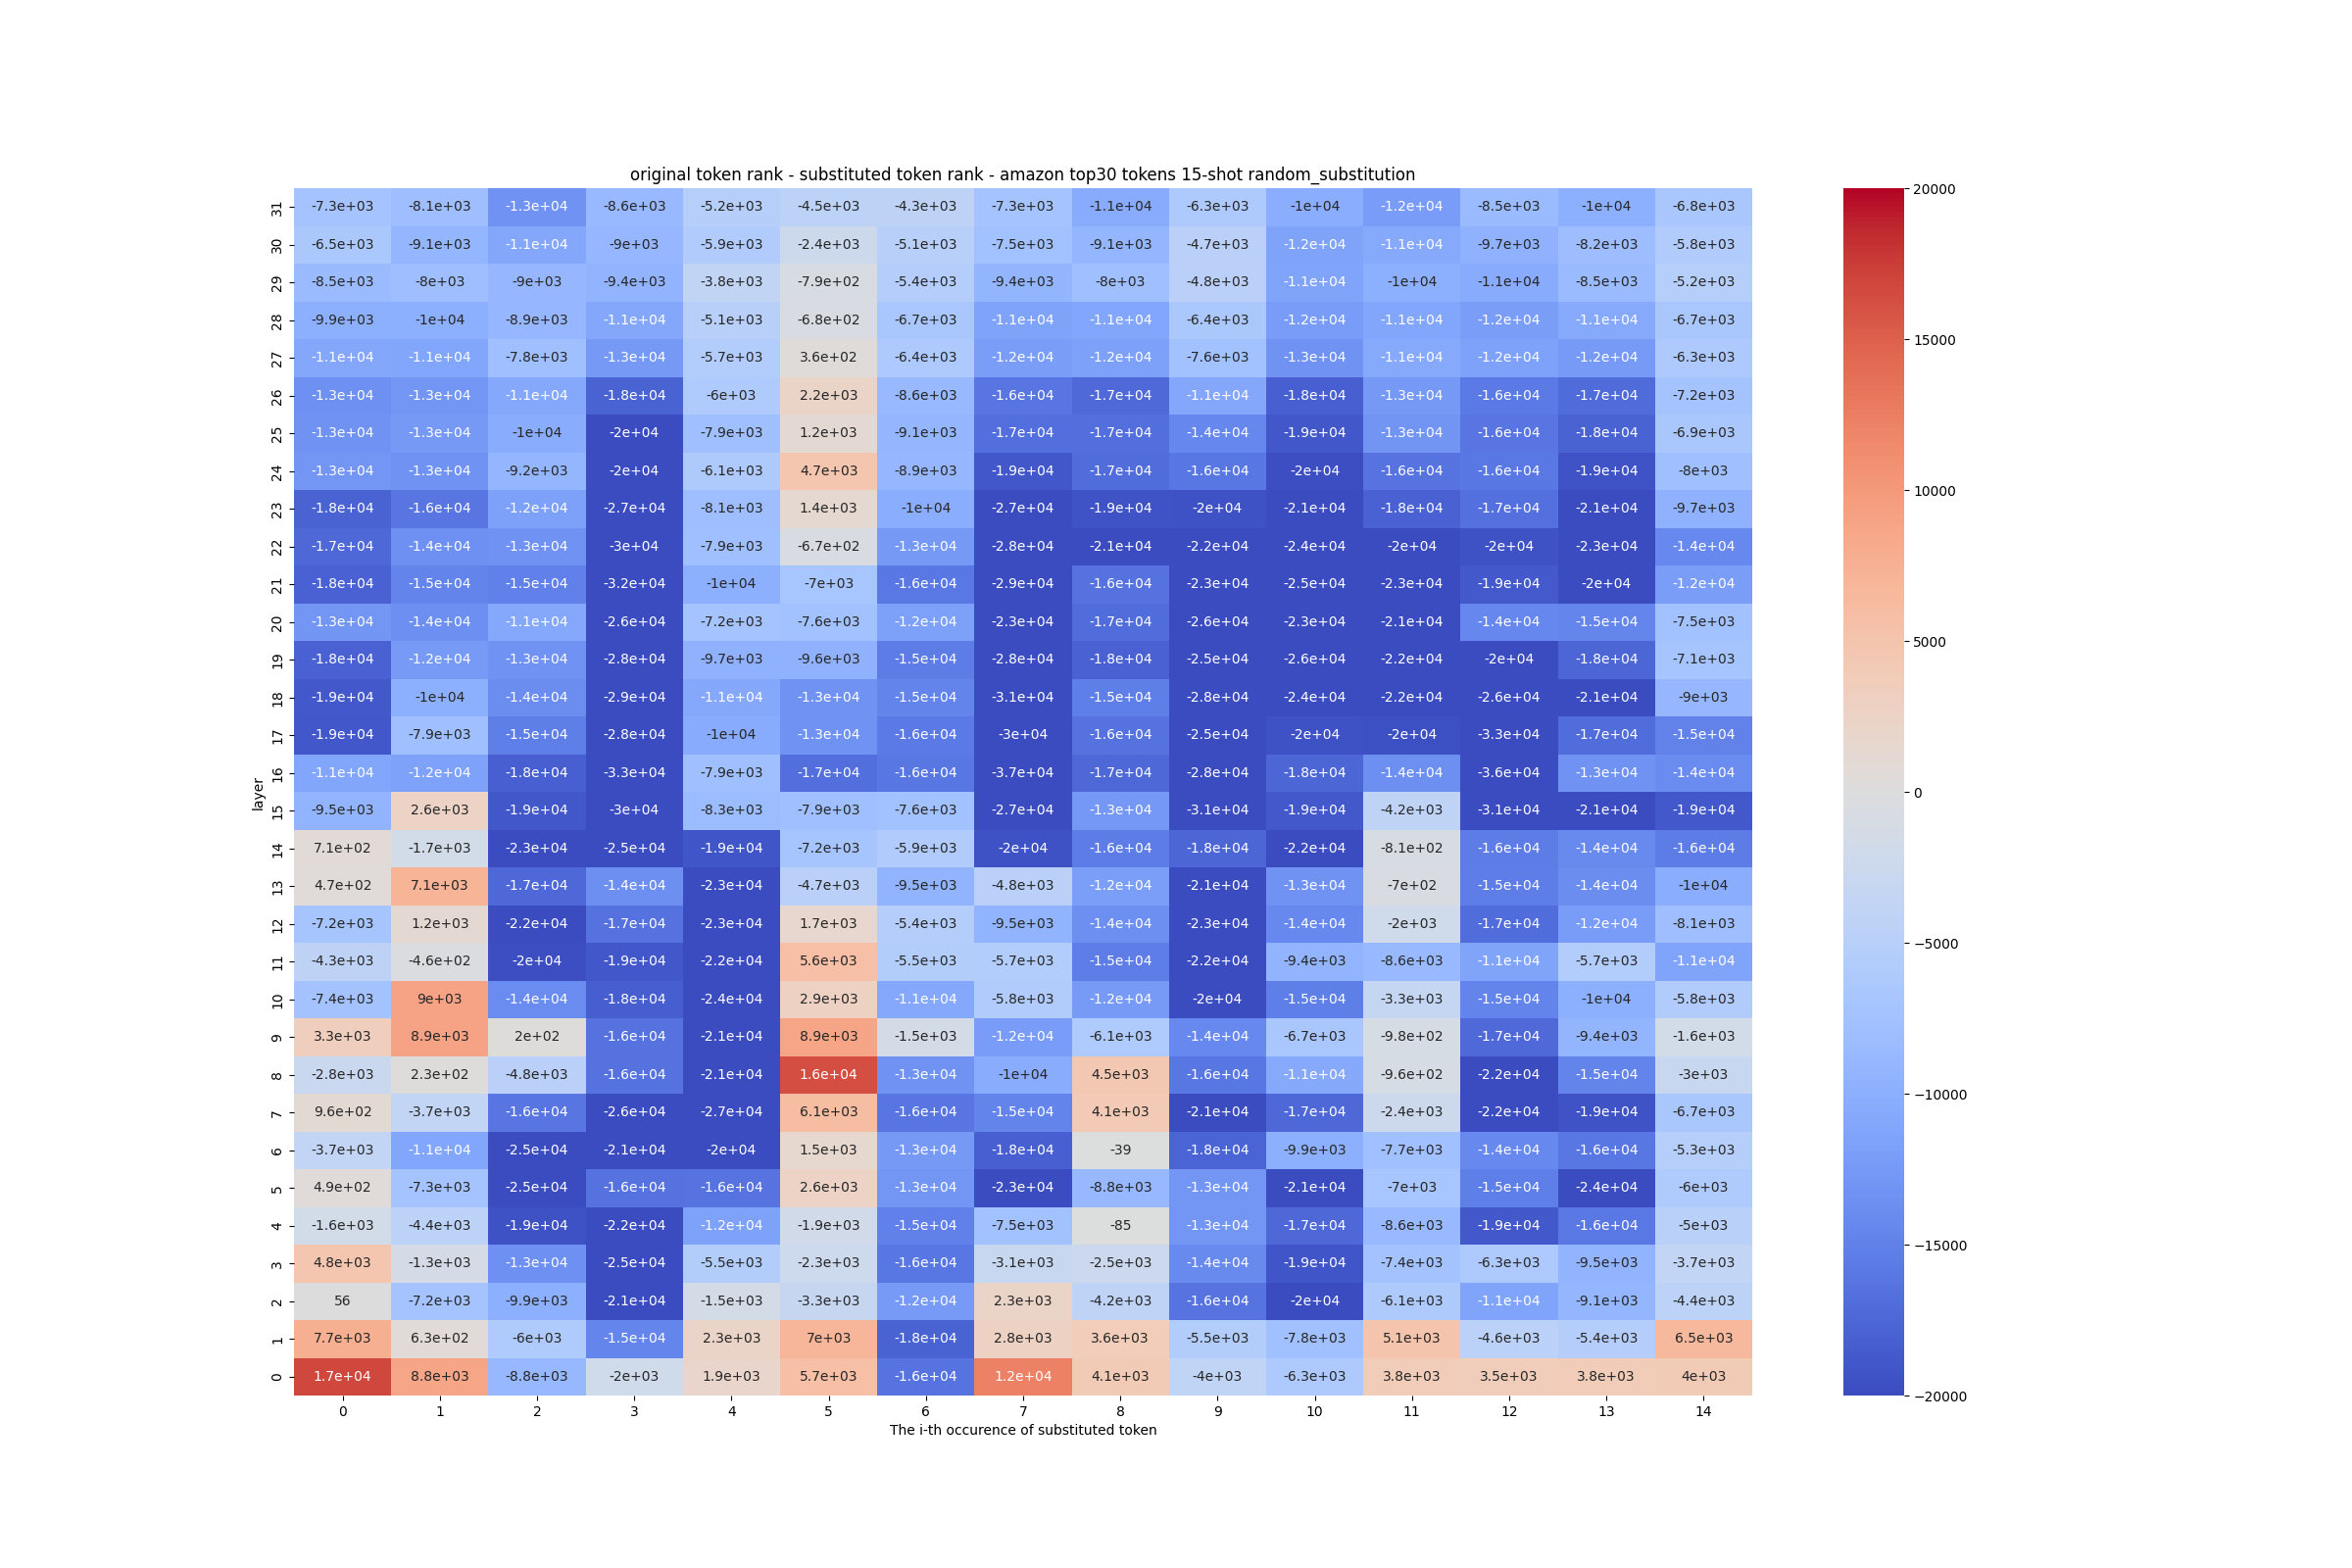 original token rank - substituted token rank - amazon top30 tokens 15-shot random_substitution
31 -7.3e+03 -8.1e+03 -1.3e+04 -8.6e+03 -5.2e+03 -4.5e+03 -4.3e+03 -7.3e+03 -1.1e+04 -6.3e+03 -1e+04 -1.2e+04 -8.5e+03 -1e+04 -6.8e+03
30 -6.5e+03 -9.1e+03 -1.1e+04 -9e+03 -5.9e+03 -2.4e+03 -5.1e+03 -7.5e+03 -9.1e+03 -4.7e+03 -1.2e+04 -1.1e+04 -9.7e+03 -8.2e+03 -5.8e+03
29 -8.5e+03 -8e+03 -9e+03 -9.4e+03 -3.8e+03 -7.9e+02 -5.4e+03 -9.4e+03 -8e+03 -4.8e+03 -1.1e+04 -1e+04 -1.1e+04 -8.5e+03 -5.2e+03
28 -9.9e+03 -1e+04 -8.9e+03 -1.1e+04 -5.1e+03 -6.8e+02 -6.7e+03 -1.1e+04 -1.1e+04 -6.4e+03 -1.2e+04 -1.1e+04 -1.2e+04 -1.1e+04 -6.7e+03
27 -1.1e+04 -1.1e+04 -7.8e+03 -1.3e+04 -5.7e+03 3.6e+02 -6.4e+03 -1.2e+04 -1.2e+04 -7.6e+03 -1.3e+04 -1.1e+04 -1.2e+04 -1.2e+04 -6.3e+03
26 -1.3e+04 -1.3e+04 -1.1e+04 -1.8e+04 -6e+03 2.2e+03 -8.6e+03 -1.6e+04 -1.7e+04 -1.1e+04 -1.8e+04 -1.3e+04 -1.6e+04 -1.7e+04 -7.2e+03
25 -1.3e+04 -1.3e+04 -1e+04 -2e+04 -7.9e+03 1.2e+03 -9.1e+03 -1.7e+04 -1.7e+04 -1.4e+04 -1.9e+04 -1.3e+04 -1.6e+04 -1.8e+04 -6.9e+03
24 -1.3e+04 -1.3e+04 -9.2e+03 -2e+04 -6.1e+03 4.7e+03 -8.9e+03 -1.9e+04 -1.7e+04 -1.6e+04 -2e+04 -1.6e+04 -1.6e+04 -1.9e+04 -8e+03
23 -1.8e+04 -1.6e+04 -1.2e+04 -2.7e+04 -8.1e+03 1.4e+03 -1e+04 -2.7e+04 -1.9e+04 -2e+04 -2.1e+04 -1.8e+04 -1.7e+04 -2.1e+04 -9.7e+03
22 -1.7e+04 -1.4e+04 -1.3e+04 -3e+04 -7.9e+03 -6.7e+02 -1.3e+04 -2.8e+04 -2.1e+04 -2.2e+04 -2.4e+04 -2e+04 -2e+04 -2.3e+04 -1.4e+04
21 -1.8e+04 -1.5e+04 -1.5e+04 -3.2e+04 -1e+04 -7e+03 -1.6e+04 -2.9e+04 -1.6e+04 -2.3e+04 -2.5e+04 -2.3e+04 -1.9e+04 -2e+04 -1.2e+04
20 -1.3e+04 -1.4e+04 -1.1e+04 -2.6e+04 -7.2e+03 -7.6e+03 -1.2e+04 -2.3e+04 -1.7e+04 -2.6e+04 -2.3e+04 -2.1e+04 -1.4e+04 -1.5e+04 -7.5e+03
19 -1.8e+04 -1.2e+04 -1.3e+04 -2.8e+04 -9.7e+03 -9.6e+03 -1.5e+04 -2.8e+04 -1.8e+04 -2.5e+04 -2.6e+04 -2.2e+04 -2e+04 -1.8e+04 -7.1e+03
18 -1.9e+04 -1e+04 -1.4e+04 -2.9e+04 -1.1e+04 -1.3e+04 -1.5e+04 -3.1e+04 -1.5e+04 -2.8e+04 -2.4e+04 -2.2e+04 -2.6e+04 -2.1e+04 -9e+03
17 -1.9e+04 -7.9e+03 -1.5e+04 -2.8e+04 -1e+04 -1.3e+04 -1.6e+04 -3e+04 -1.6e+04 -2.5e+04 -2e+04 -2e+04 -3.3e+04 -1.7e+04 -1.5e+04
16 -1.1e+04 -1.2e+04 -1.8e+04 -3.3e+04 -7.9e+03 -1.7e+04 -1.6e+04 -3.7e+04 -1.7e+04 -2.8e+04 -1.8e+04 -1.4e+04 -3.6e+04 -1.3e+04 -1.4e+04
15 -9.5e+03 2.6e+03 -1.9e+04 -3e+04 -8.3e+03 -7.9e+03 -7.6e+03 -2.7e+04 -1.3e+04 -3.1e+04 -1.9e+04 -4.2e+03 -3.1e+04 -2.1e+04 -1.9e+04
14 7.1e+02 -1.7e+03 -2.3e+04 -2.5e+04 -1.9e+04 -7.2e+03 -5.9e+03 -2e+04 -1.6e+04 -1.8e+04 -2.2e+04 -8.1e+02 -1.6e+04 -1.4e+04 -1.6e+04
13 4.7e+02 7.1e+03 -1.7e+04 -1.4e+04 -2.3e+04 -4.7e+03 -9.5e+03 -4.8e+03 -1.2e+04 -2.1e+04 -1.3e+04 -7e+02 -1.5e+04 -1.4e+04 -1e+04
12 -7.2e+03 1.2e+03 -2.2e+04 -1.7e+04 -2.3e+04 1.7e+03 -5.4e+03 -9.5e+03 -1.4e+04 -2.3e+04 -1.4e+04 -2e+03 -1.7e+04 -1.2e+04 -8.1e+03
11 -4.3e+03 -4.6e+02 -2e+04 -1.9e+04 -2.2e+04 5.6e+03 -5.5e+03 -5.7e+03 -1.5e+04 -2.2e+04 -9.4e+03 -8.6e+03 -1.1e+04 -5.7e+03 -1.1e+04
10 -7.4e+03 9e+03 -1.4e+04 -1.8e+04 -2.4e+04 2.9e+03 -1.1e+04 -5.8e+03 -1.2e+04 -2e+04 -1.5e+04 -3.3e+03 -1.5e+04 -1e+04 -5.8e+03
9 3.3e+03 8.9e+03 2e+02 -1.6e+04 -2.1e+04 8.9e+03 -1.5e+03 -1.2e+04 -6.1e+03 -1.4e+04 -6.7e+03 -9.8e+02 -1.7e+04 -9.4e+03 -1.6e+03
8 -2.8e+03 2.3e+02 -4.8e+03 -1.6e+04 -2.1e+04 1.6e+04 -1.3e+04 -1e+04 4.5e+03 -1.6e+04 -1.1e+04 -9.6e+02 -2.2e+04 -1.5e+04 -3e+03
7 9.6e+02 -3.7e+03 -1.6e+04 -2.6e+04 -2.7e+04 6.1e+03 -1.6e+04 -1.5e+04 4.1e+03 -2.1e+04 -1.7e+04 -2.4e+03 -2.2e+04 -1.9e+04 -6.7e+03
6 -3.7e+03 -1.1e+04 -2.5e+04 -2.1e+04 -2e+04 1.5e+03 -1.3e+04 -1.8e+04 -39 -1.8e+04 -9.9e+03 -7.7e+03 -1.4e+04 -1.6e+04 -5.3e+03
5 4.9e+02 -7.3e+03 -2.5e+04 -1.6e+04 -1.6e+04 2.6e+03 -1.3e+04 -2.3e+04 -8.8e+03 -1.3e+04 -2.1e+04 -7e+03 -1.5e+04 -2.4e+04 -6e+03
4 -1.6e+03 -4.4e+03 -1.9e+04 -2.2e+04 -1.2e+04 -1.9e+03 -1.5e+04 -7.5e+03 -85 -1.3e+04 -1.7e+04 -8.6e+03 -1.9e+04 -1.6e+04 -5e+03
3 4.8e+03 -1.3e+03 -1.3e+04 -2.5e+04 -5.5e+03 -2.3e+03 -1.6e+04 -3.1e+03 -2.5e+03 -1.4e+04 -1.9e+04 -7.4e+03 -6.3e+03 -9.5e+03 -3.7e+03
2 56 -7.2e+03 -9.9e+03 -2.1e+04 -1.5e+03 -3.3e+03 -1.2e+04 2.3e+03 -4.2e+03 -1.6e+04 -2e+04 -6.1e+03 -1.1e+04 -9.1e+03 -4.4e+03
1 7.7e+03 6.3e+02 -6e+03 -1.5e+04 2.3e+03 7e+03 -1.8e+04 2.8e+03 3.6e+03 -5.5e+03 -7.8e+03 5.1e+03 -4.6e+03 -5.4e+03 6.5e+03
0 1.7e+04 8.8e+03 -8.8e+03 -2e+03 1.9e+03 5.7e+03 -1.6e+04 1.2e+04 4.1e+03 -4e+03 -6.3e+03 3.8e+03 3.5e+03 3.8e+03 4e+03
0 1 2 3 4 5 6 7 8 9 10 11 12 13 14
The i-th occurence of substituted token
layer
20000
15000
10000
5000
0
−5000
−10000
−15000
−20000